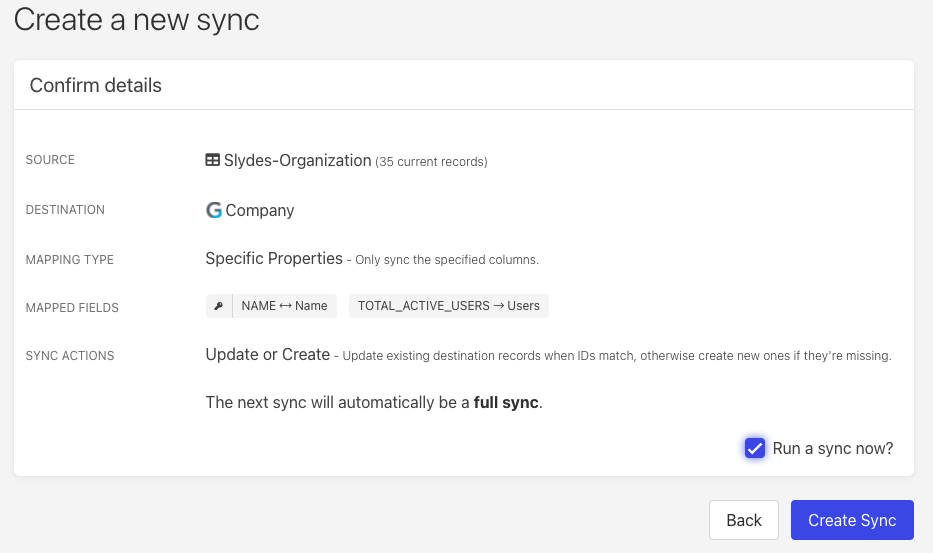 Create a new sync
Confirm details
SOURCE Slydes-Organization (35 current records)
DESTINATION G Company
MAPPING TYPE Specific Properties - Only sync the specified columns.
MAPPED FIELDS NAME ↔ Name TOTAL_ACTIVE_USERS → Users
SYNC ACTIONS Update or Create - Update existing destination records when IDs match, otherwise create new ones if they're missing.
The next sync will automatically be a full sync.
Run a sync now?
Back Create Sync